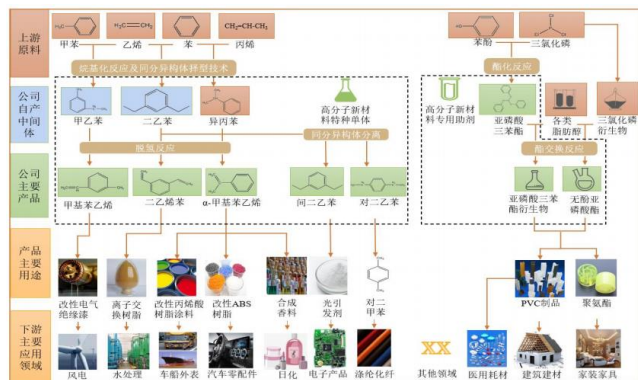 上游
原料
甲苯
乙烯
苯
丙烯
CH₂=CH-CH₃
苯酚
三氯化磷
烷基化反应及同分异构体择型技术
酯化反应
公司
自产
中间
体
甲乙苯
二乙苯
异丙苯
高分子新材
料特种单体
高分子新材
料专用助剂
亚磷酸
三苯酯
各类
脂肪醇
三氯化磷
衍生物
脱氢反应
同分异构体分离
酯交换反应
公司
主要
产品
甲基苯乙烯
二乙烯苯
α-甲基苯乙烯
间二乙苯
对二乙苯
亚磷酸三苯
酯衍生物
无酚亚
磷酸酯
产品
主要
用途
改性电气
绝缘漆
离子交
换树脂
改性丙烯酸
树脂涂料
改性ABS
树脂
合成
香料
光引
发剂
对二
甲苯
PVC制品
聚氨酯
下游
主要
应用
领域
风电
水处理
车船外表
汽车零配件
日化
电子产品
涤纶化纤
XX
其他领域
医用耗材
建筑建材
家装家具